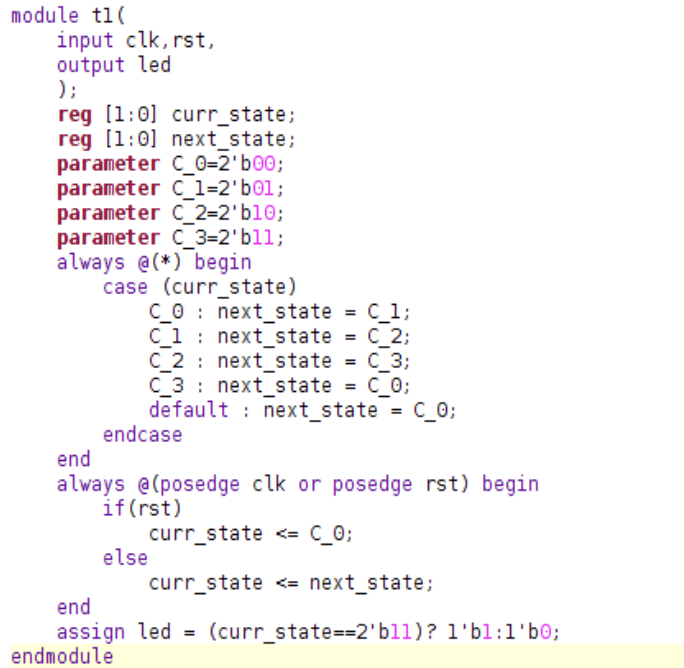 module t1(
    input clk,rst,
    output led
    );
    reg [1:0] curr_state;
    reg [1:0] next_state;
    parameter C_0=2'b00;
    parameter C_1=2'b01;
    parameter C_2=2'b10;
    parameter C_3=2'b11;
    always @(*) begin
        case (curr_state)
            C_0 : next_state = C_1;
            C_1 : next_state = C_2;
            C_2 : next_state = C_3;
            C_3 : next_state = C_0;
            default : next_state = C_0;
        endcase
    end
    always @(posedge clk or posedge rst) begin
        if(rst)
            curr_state <= C_0;
        else
            curr_state <= next_state;
    end
    assign led = (curr_state==2'b11)? 1'b1:1'b0;
endmodule